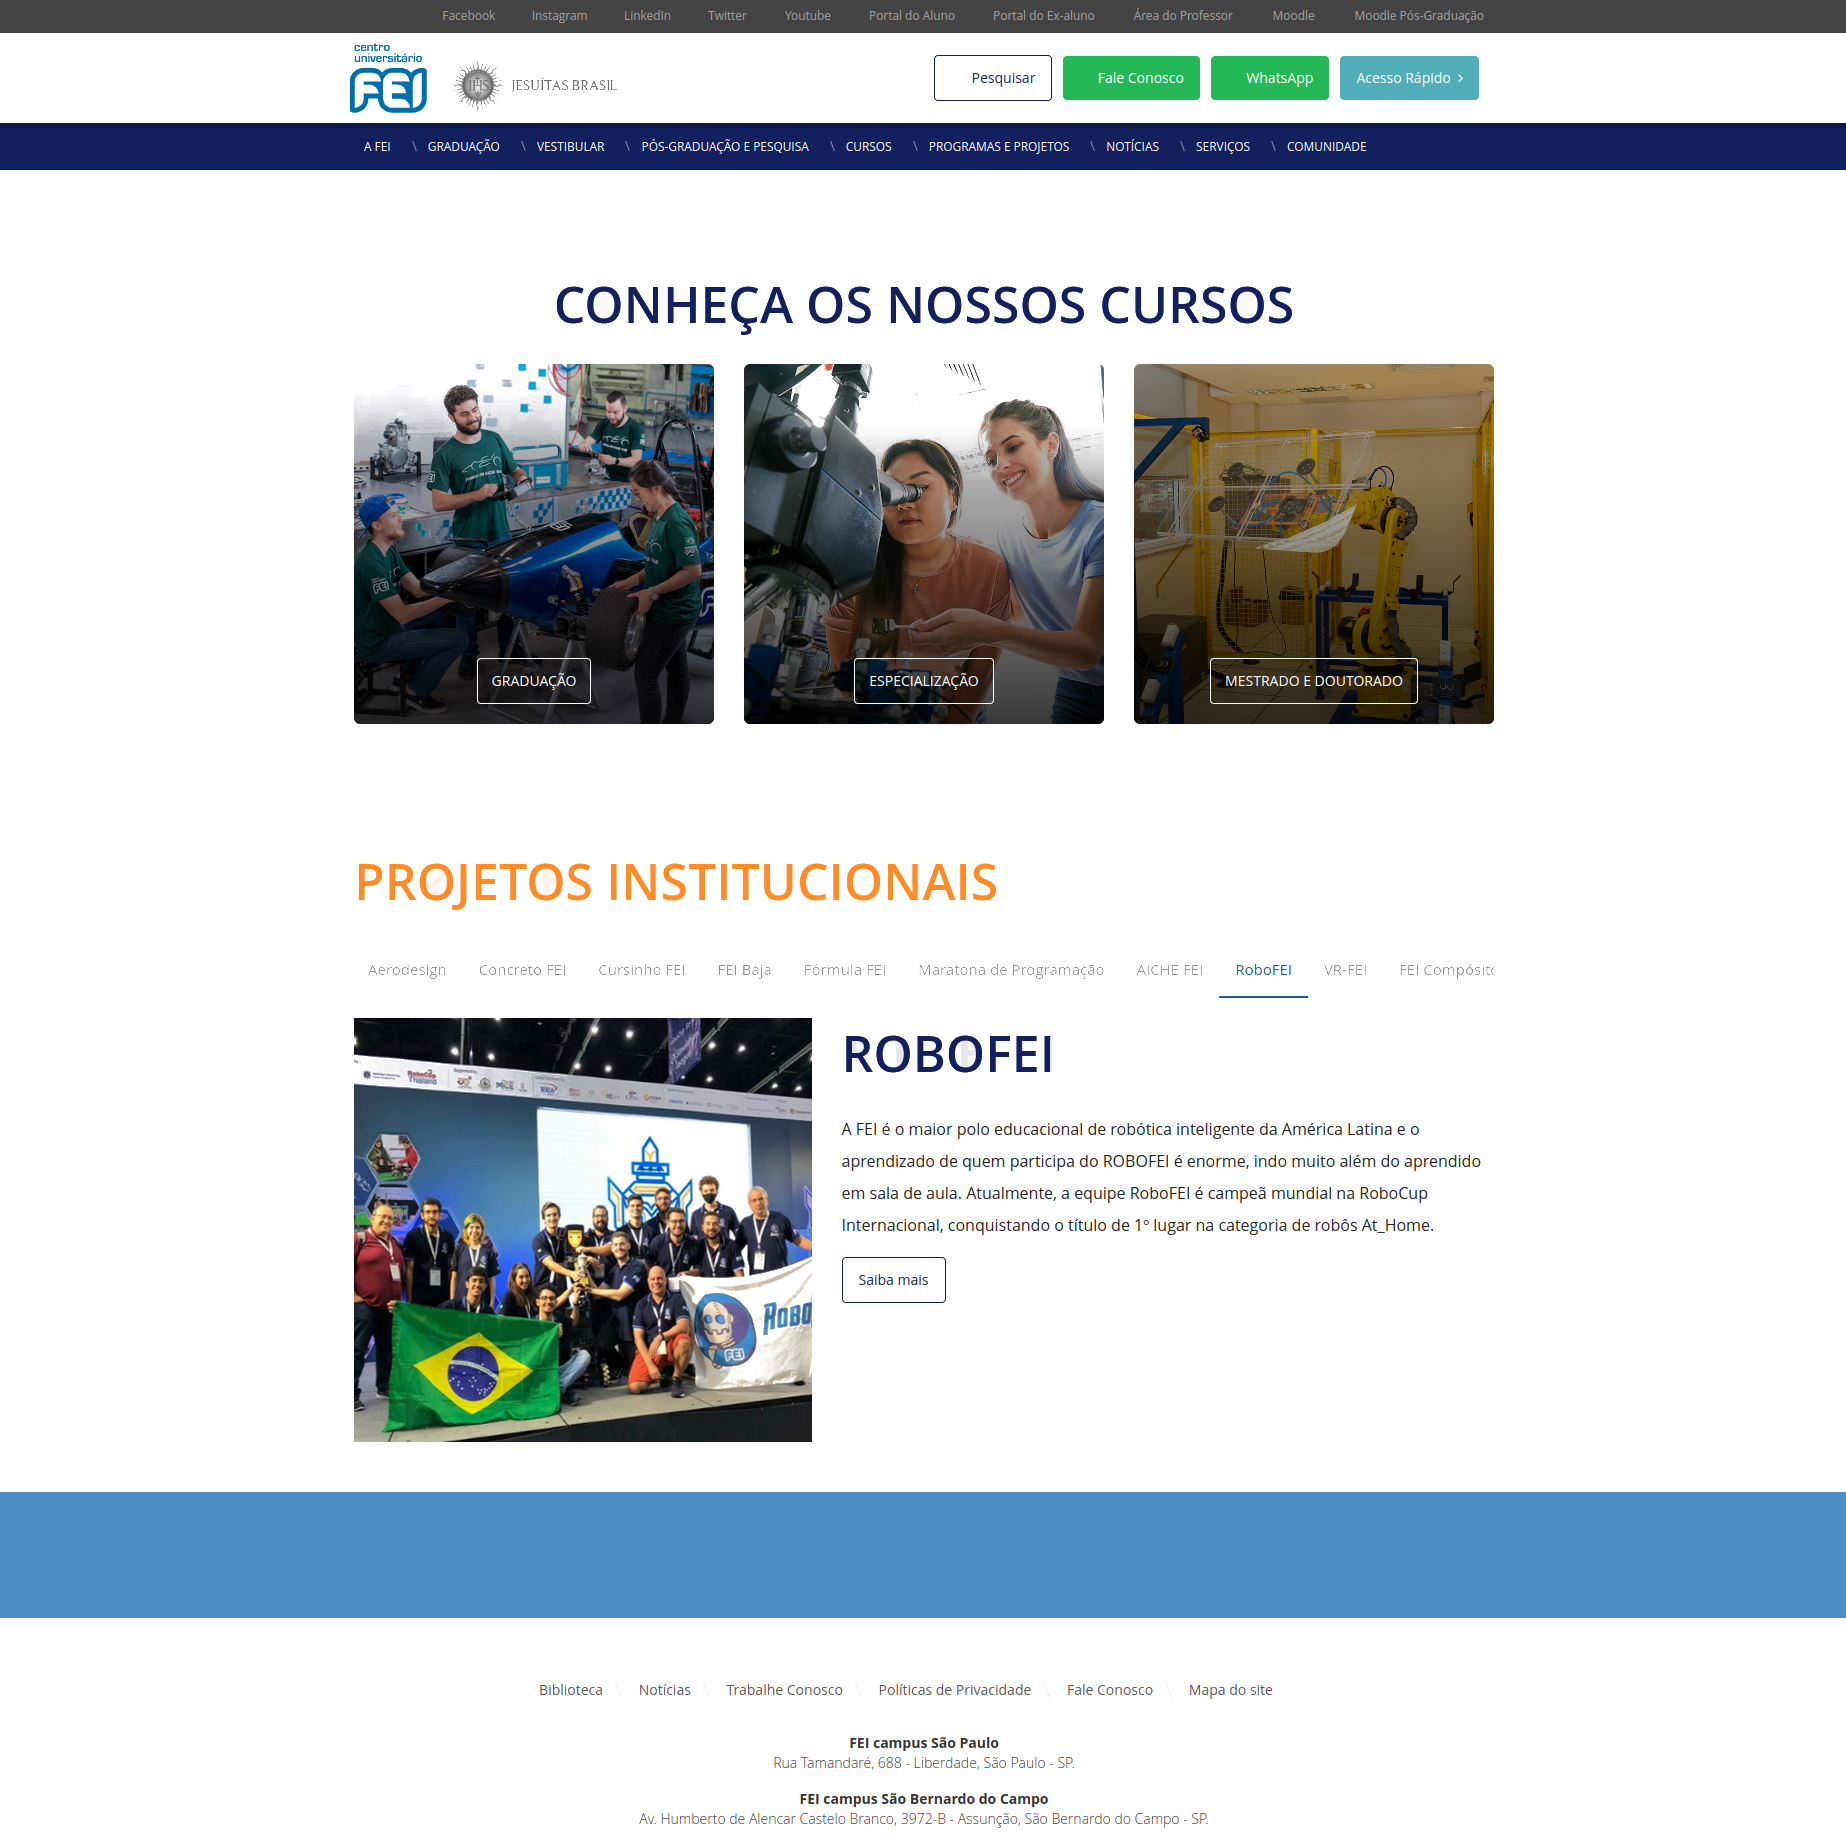 Facebook Instagram LinkedIn Twitter Youtube Portal do Aluno Portal do Ex-aluno Área do Professor Moodle Moodle Pós-Graduação
centro
universitário
FEI
JESUÍTAS BRASIL
Pesquisar Fale Conosco WhatsApp Acesso Rápido
A FEI \ GRADUAÇÃO \ VESTIBULAR \ PÓS-GRADUAÇÃO E PESQUISA \ CURSOS \ PROGRAMAS E PROJETOS \ NOTÍCIAS \ SERVIÇOS \ COMUNIDADE
CONHEÇA OS NOSSOS CURSOS
GRADUAÇÃO
ESPECIALIZAÇÃO
MESTRADO E DOUTORADO
PROJETOS INSTITUCIONAIS
Aerodesign Concreto FEI Cursinho FEI FEI Baja Fórmula FEI Maratona de Programação AICHE FEI RoboFEI VR-FEI FEI Compósito
RoboCup
Thailand
ROBO
FEI
ROBOFEI
A FEI é o maior polo educacional de robótica inteligente da América Latina e o
aprendizado de quem participa do ROBOFEI é enorme, indo muito além do aprendido
em sala de aula. Atualmente, a equipe RoboFEI é campeã mundial na RoboCup
Internacional, conquistando o título de 1º lugar na categoria de robôs At_Home.
Saiba mais
Biblioteca Notícias Trabalhe Conosco Políticas de Privacidade Fale Conosco Mapa do site
FEI campus São Paulo
Rua Tamandaré, 688 - Liberdade, São Paulo - SP.
FEI campus São Bernardo do Campo
Av. Humberto de Alencar Castelo Branco, 3972-B - Assunção, São Bernardo do Campo - SP.